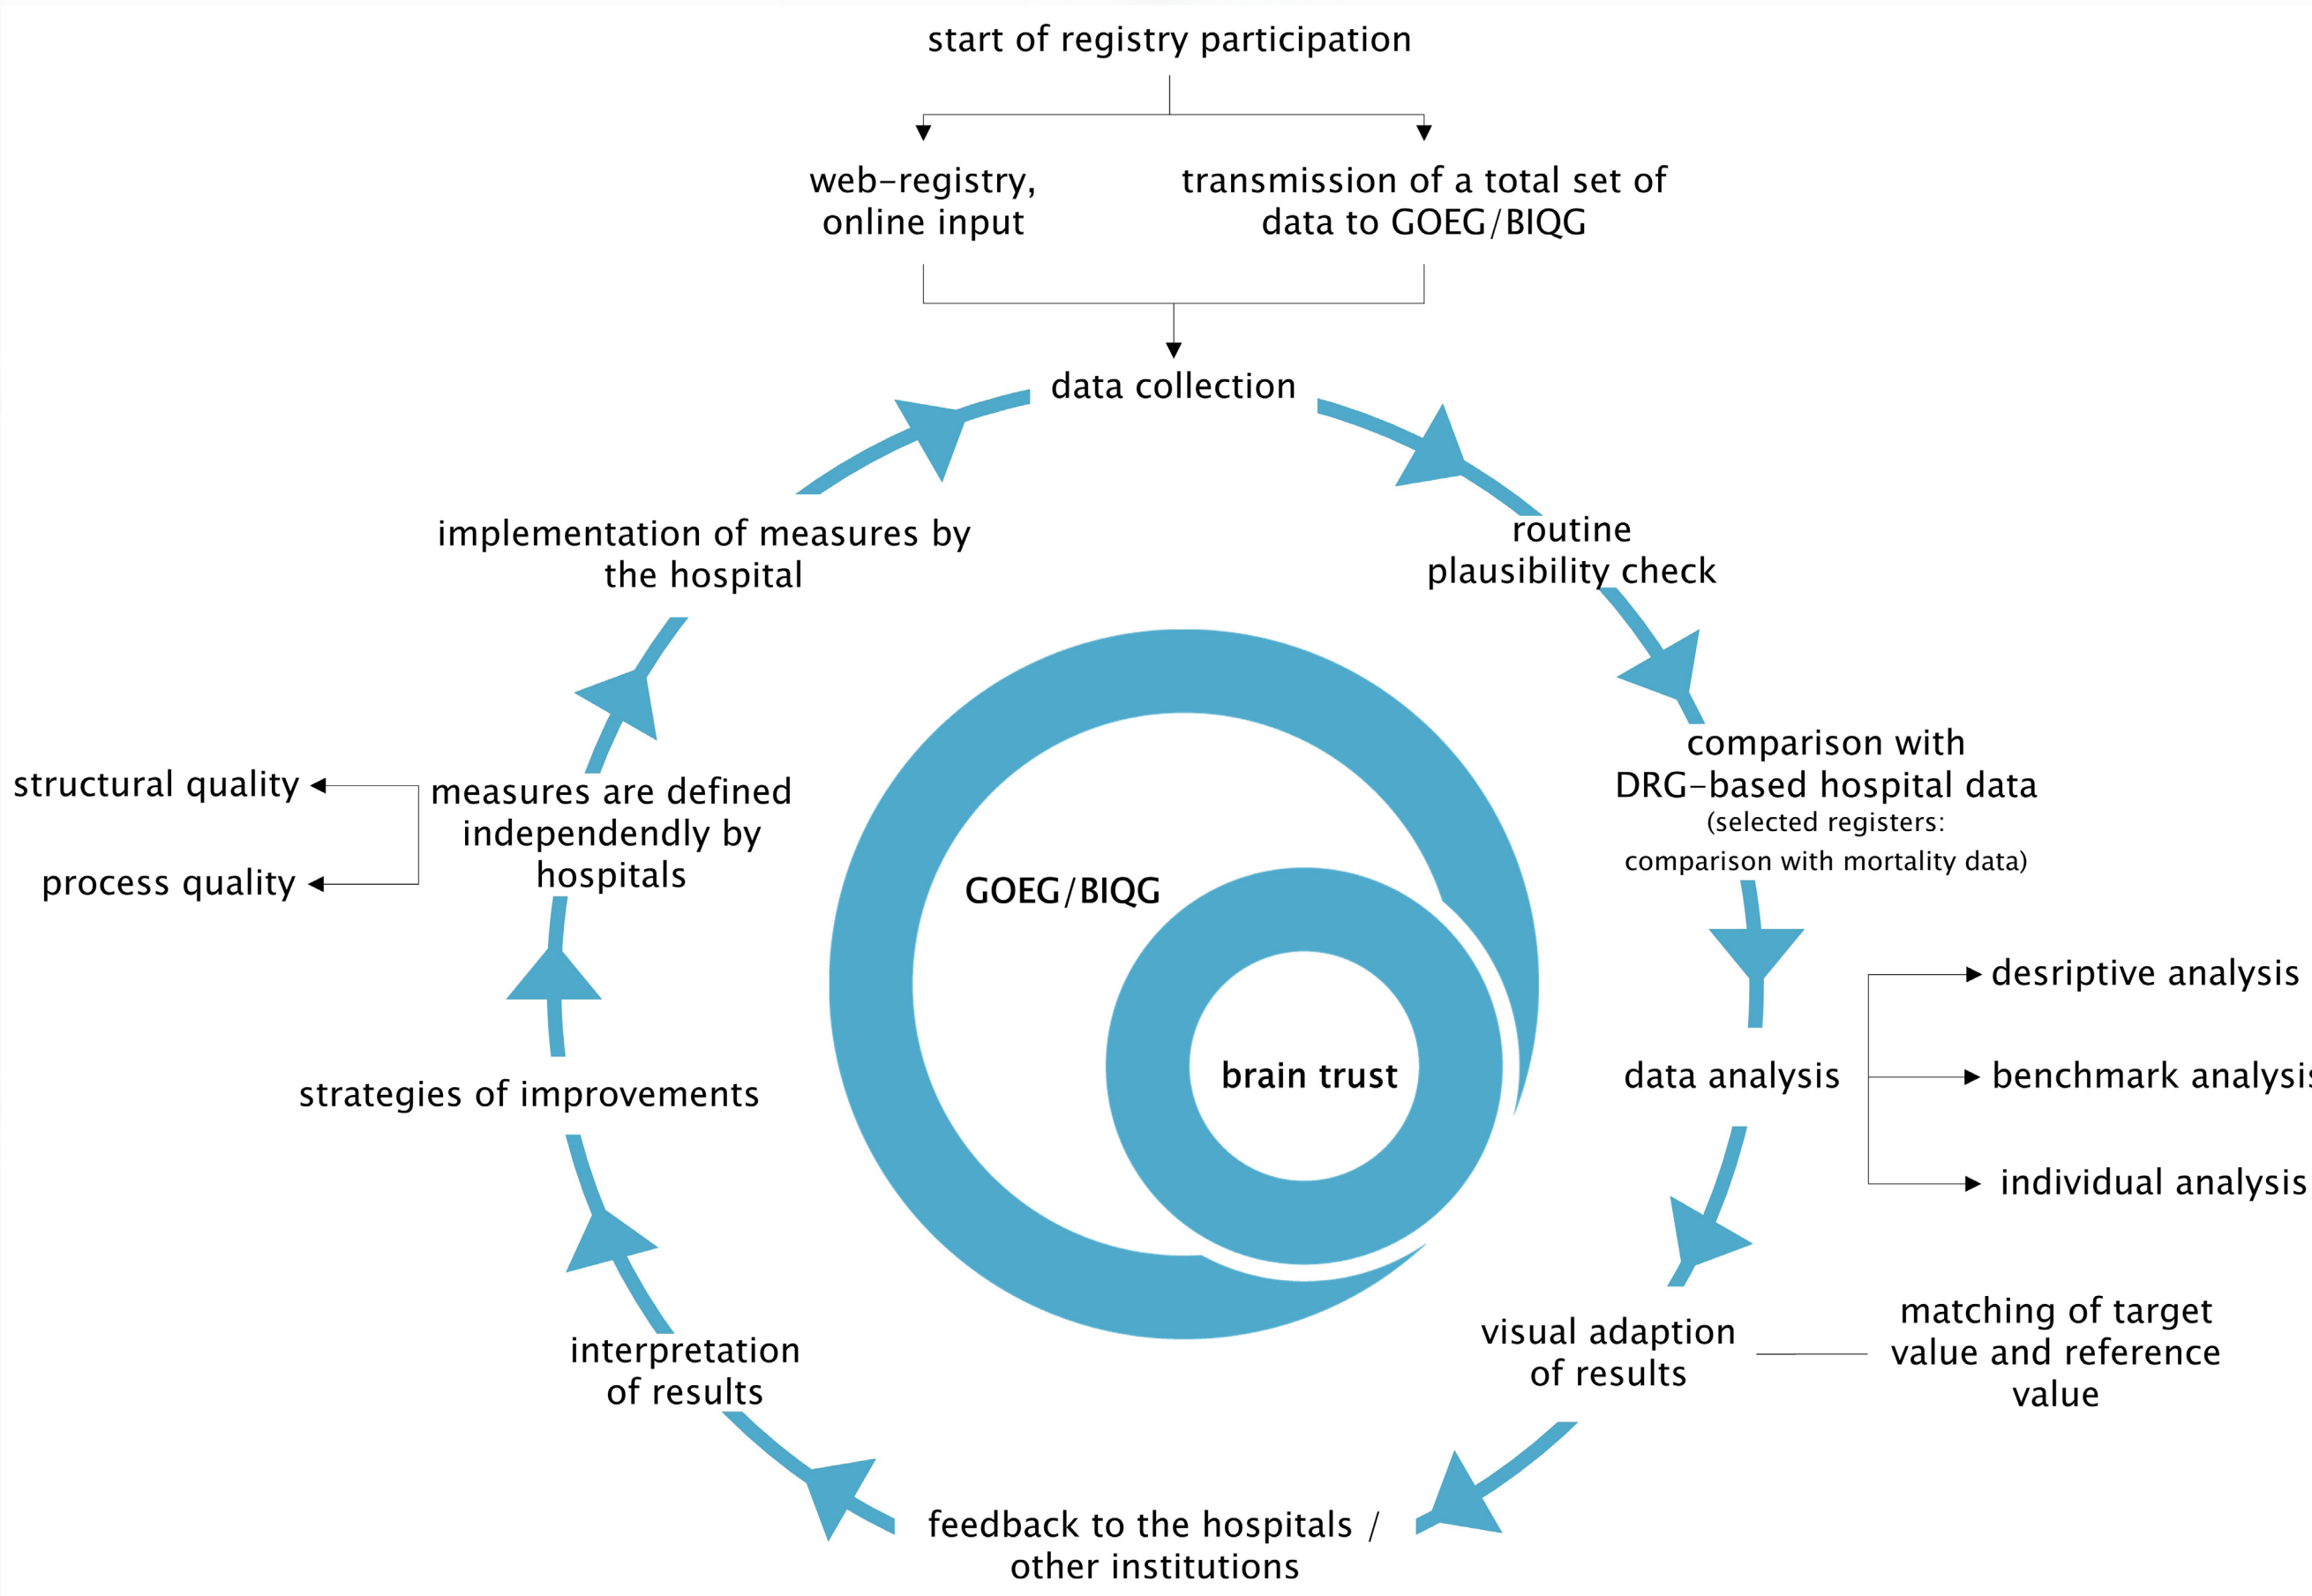 start of registry participation
web-registry,
online input
transmission of a total set of
data to GOEG/BIQG
data collection
routine
plausibility check
comparison with
DRG-based hospital data
(selected registers:
comparison with mortality data)
data analysis
desriptive analysis
benchmark analysis
individual analysis
visual adaption
of results
matching of target
value and reference
value
feedback to the hospitals /
other institutions
interpretation
of results
strategies of improvements
measures are defined
independendly by
hospitals
structural quality
process quality
implementation of measures by
the hospital
GOEG/BIQG
brain trust